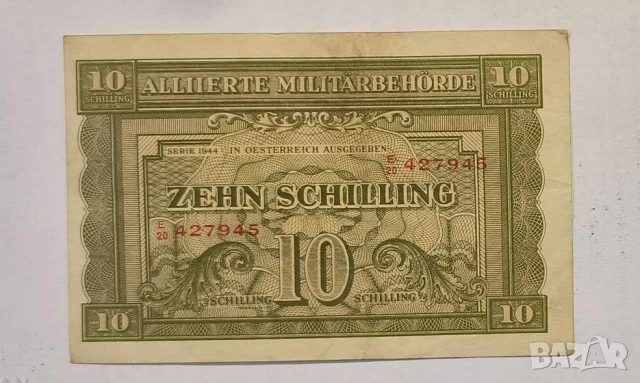 10 ALLIIERTE MILITÄRBEHÖRDE 10
SCHILLING SCHILLING
SERIE 1944 IN OESTERREICH AUSGEGEBEN
E/20 427945
ZEHN SCHILLING
E/20 427945
10
SCHILLING SCHILLING
10 10
BAZAR